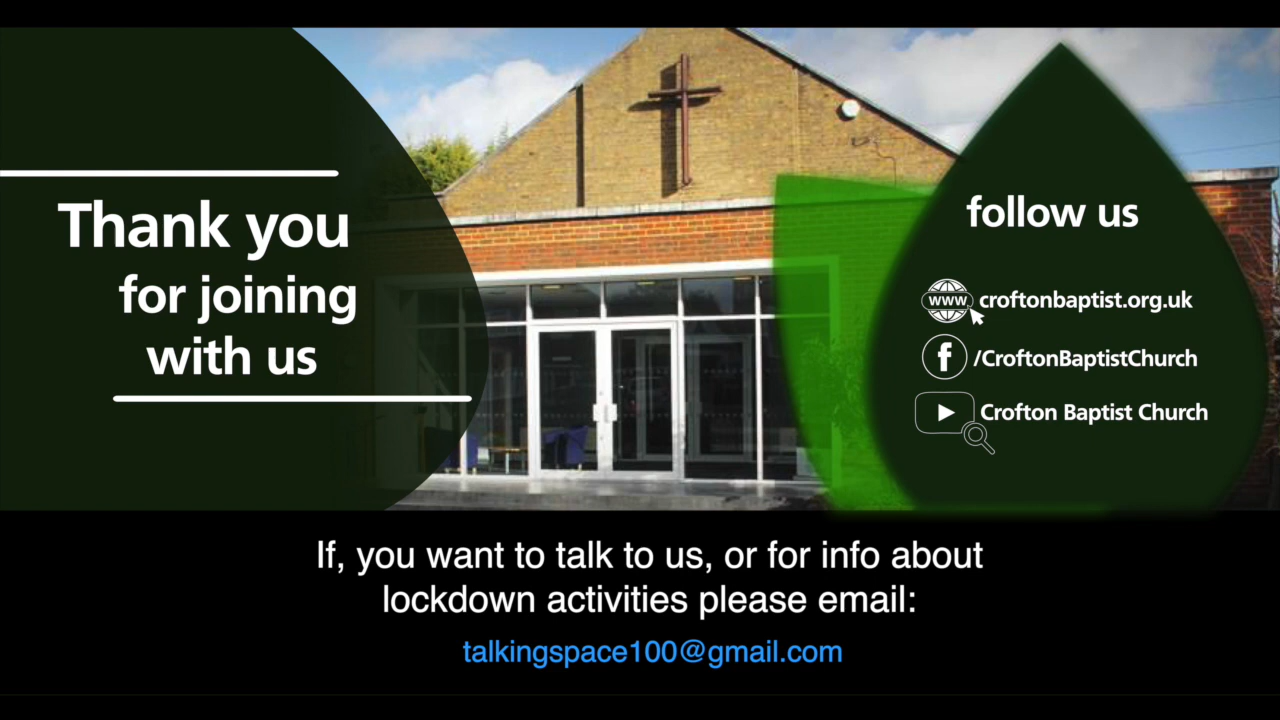 Thank you
for joining
with us
follow us
www croftonbaptist.org.uk
f /CroftonBaptistChurch
Crofton Baptist Church
If, you want to talk to us, or for info about
lockdown activities please email:
talkingspace100@gmail.com